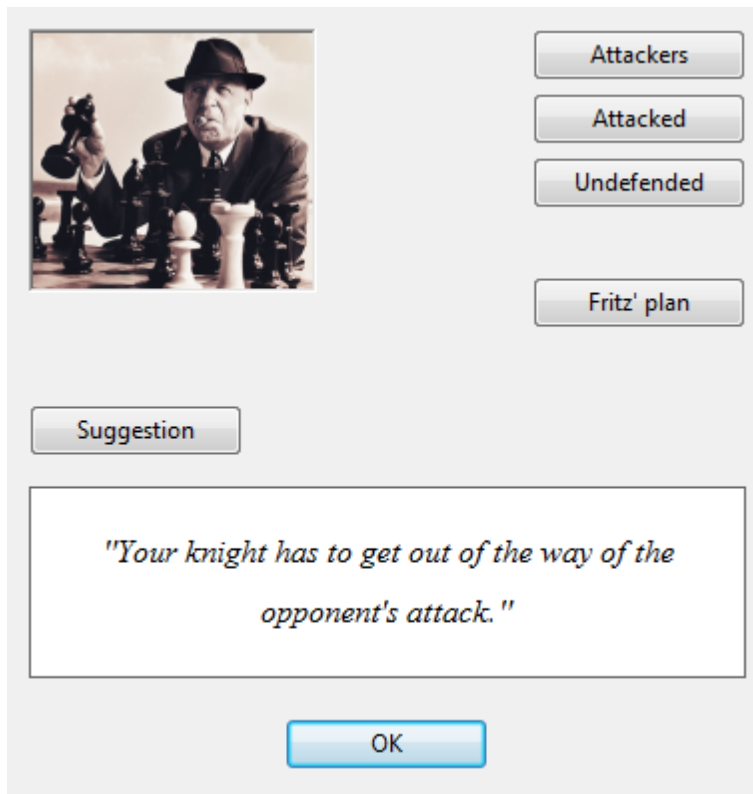 Attackers
Attacked
Undefended
Fritz' plan
Suggestion
"Your knight has to get out of the way of the
opponent's attack."
OK